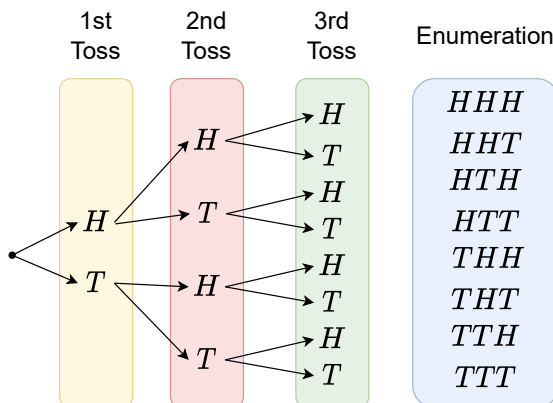 1st Toss
2nd Toss
3rd Toss
Enumeration
H
T
H
T
H
T
H
T
H
T
H
T
H
T
HHH
HHT
HTH
HTT
THH
THT
TTH
TTT